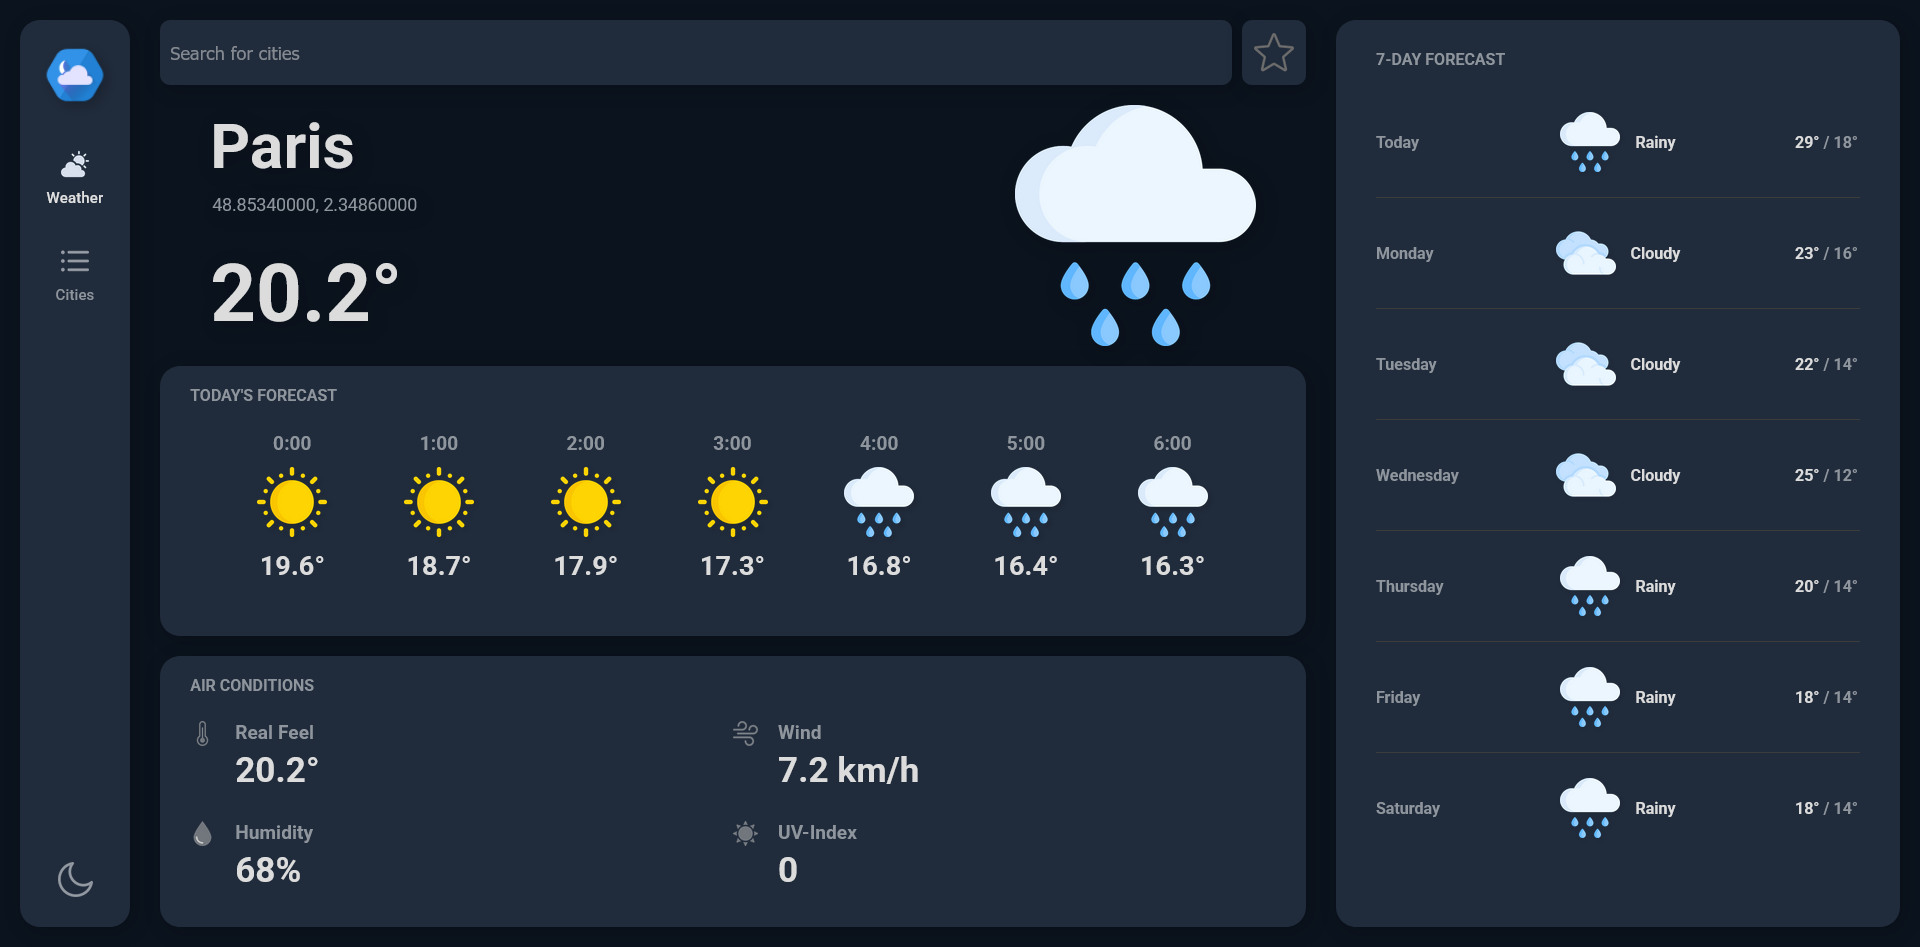 Weather
Cities
Search for cities
Paris
48.85340000, 2.34860000
20.2°
TODAY'S FORECAST
0:00 1:00 2:00 3:00 4:00 5:00 6:00
19.6° 18.7° 17.9° 17.3° 16.8° 16.4° 16.3°
AIR CONDITIONS
Real Feel
20.2°
Wind
7.2 km/h
Humidity
68%
UV-Index
0
7-DAY FORECAST
Today Rainy 29° / 18°
Monday Cloudy 23° / 16°
Tuesday Cloudy 22° / 14°
Wednesday Cloudy 25° / 12°
Thursday Rainy 20° / 14°
Friday Rainy 18° / 14°
Saturday Rainy 18° / 14°